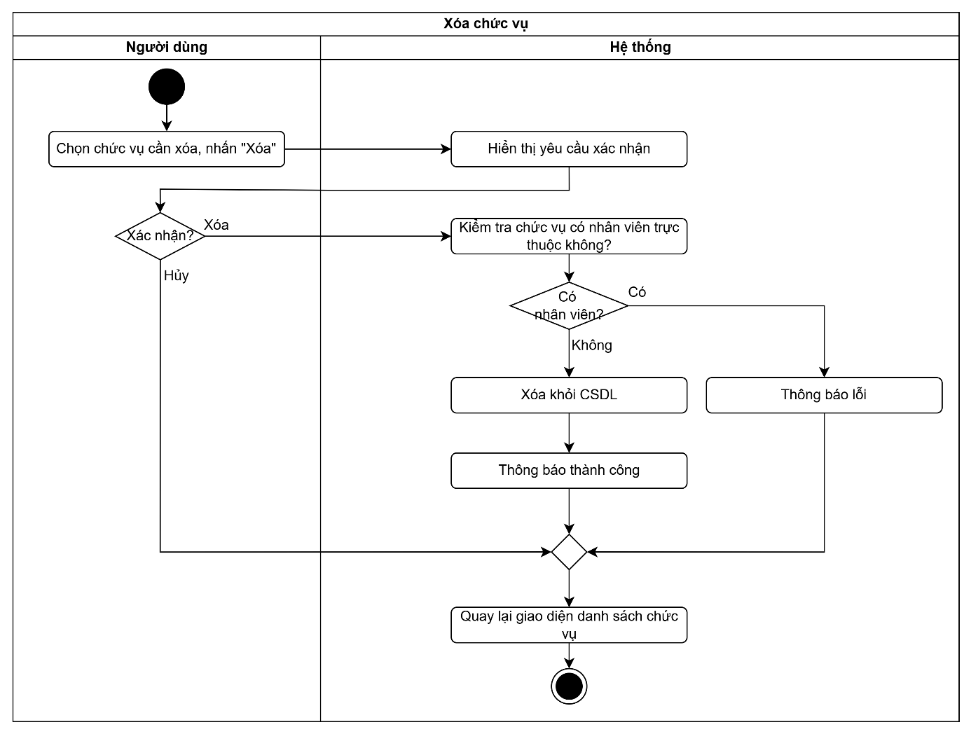 Xóa chức vụ
Người dùng
Hệ thống
Chọn chức vụ cần xóa, nhấn "Xóa"
Hiển thị yêu cầu xác nhận
Xác nhận?
Xóa
Hủy
Kiểm tra chức vụ có nhân viên trực
thuộc không?
Có
nhân viên?
Có
Không
Xóa khỏi CSDL
Thông báo lỗi
Thông báo thành công
Quay lại giao diện danh sách chức
vụ